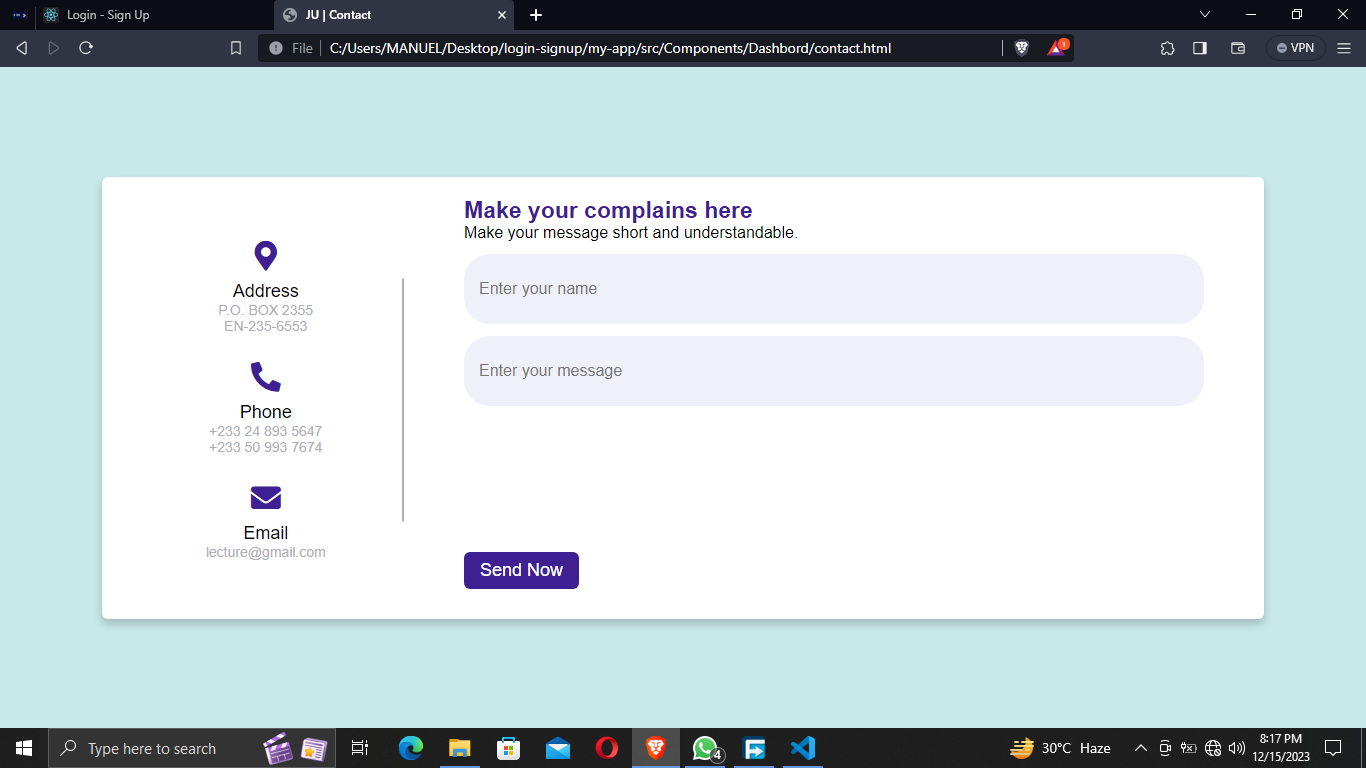 Login - Sign Up
JU | Contact
File
C:/Users/MANUEL/Desktop/login-signup/my-app/src/Components/Dashbord/contact.html
1
VPN
Address
P.O. BOX 2355
EN-235-6553
Phone
+233 24 893 5647
+233 50 993 7674
Email
lecture@gmail.com
Make your complains here
Make your message short and understandable.
Enter your name
Enter your message
Send Now
Type here to search
4
30°C Haze
8:17 PM
12/15/2023